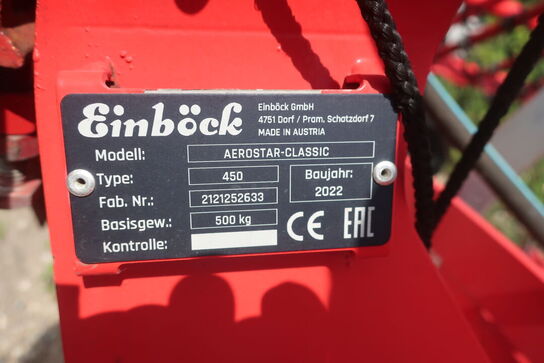 Einböck
Einböck GmbH
4751 Dorf / Pram, Schatzdorf 7
MADE IN AUSTRIA
Modell: AEROSTAR-CLASSIC
Type: 450
Baujahr: 2022
Fab. Nr.: 2121252633
Basisgew.: 500 kg
Kontrolle:
CE EAC